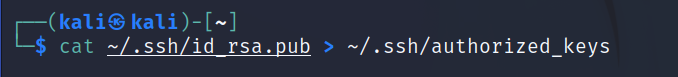 ┌──(kali㉿kali)-[~]
└─$ cat ~/.ssh/id_rsa.pub > ~/.ssh/authorized_keys